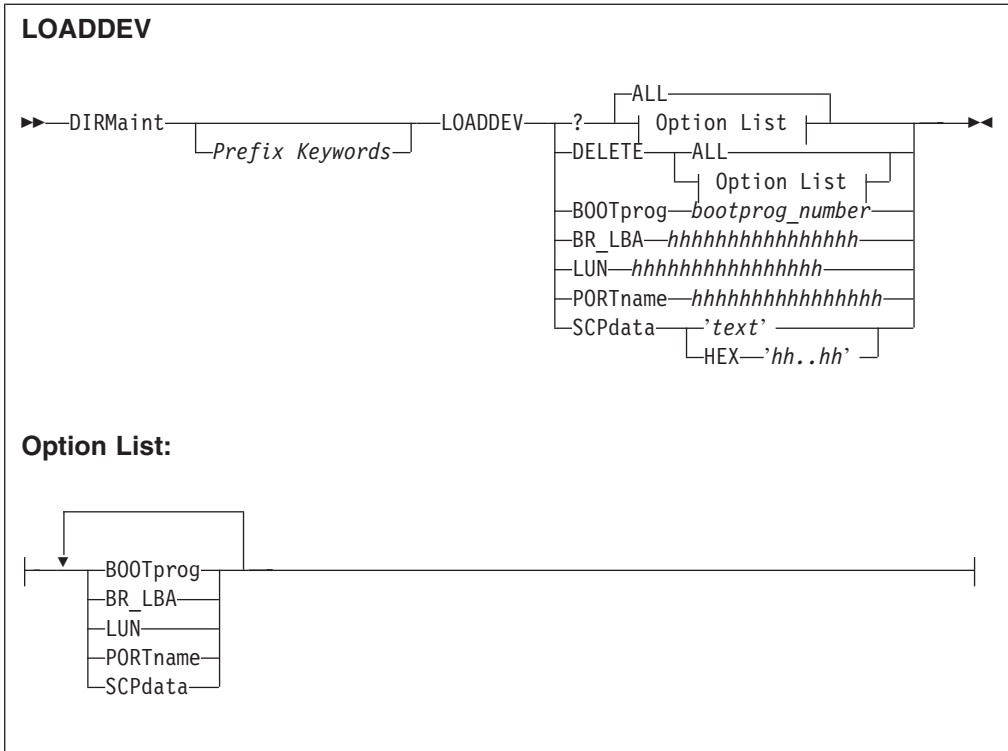 LOADDEV
ALL
DIRMaint LOADDEV ? Option List
Prefix Keywords DELETE ALL
Option List
BOOTprog bootprog_number
BR_LBA hhhhhhhhhhhhhhhh
LUN hhhhhhhhhhhhhhhh
PORTname hhhhhhhhhhhhhhhh
SCPdata ’text’
HEX ’hh..hh’
Option List:
BOOTprog
BR_LBA
LUN
PORTname
SCPdata